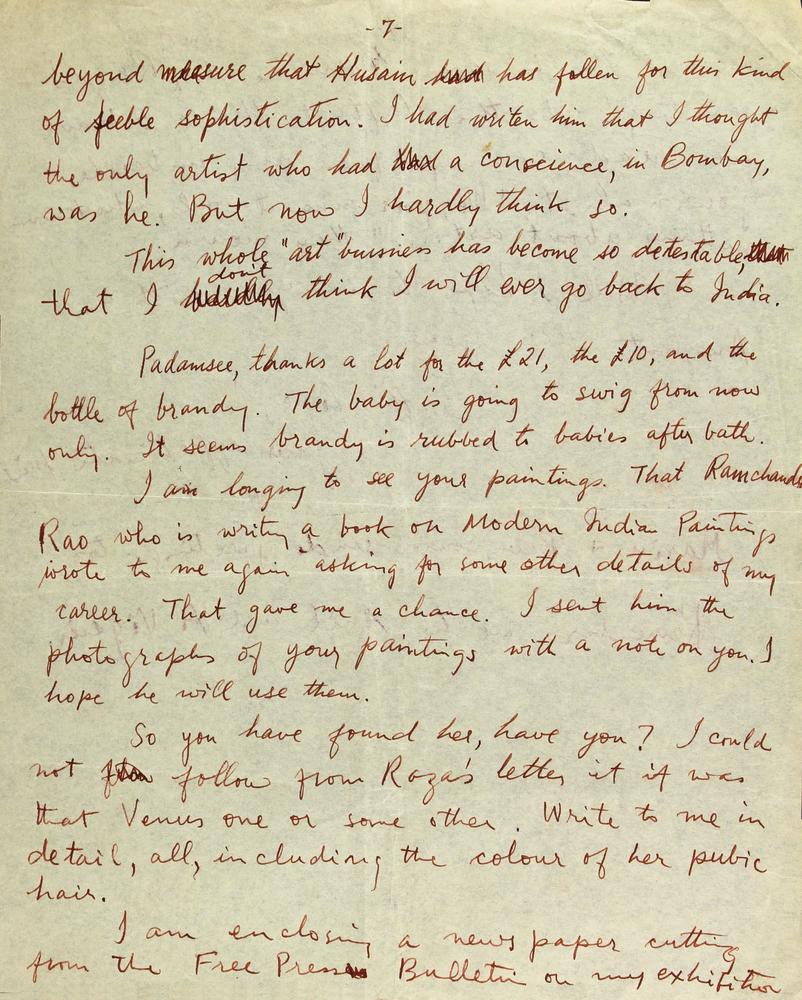 -7-
beyond measure that Husain has fallen for this kind
of feeble sophistication. I had writen him that I thought
the only artist who had a conscience, in Bombay,
was he. But now I hardly think so.
This whole "art" buisness has become so detestable,
that I don't think I will ever go back to India.
Padamsee, thanks a lot for the £21, the £10, and the
bottle of brandy. The baby is going to swig from now
only. It seems brandy is rubbed to babies after bath.
I am longing to see your paintings. That Ramchandra
Rao who is writing a book on Modern Indian Paintings
wrote to me again asking for some other details of my
career. That gave me a chance. I sent him the
photographs of your paintings with a note on you. I
hope he will use them.
So you have found her, have you? I could
not follow from Raza's letter it if was
that Venus one or some other. Write to me in
detail, all, including the colour of her pubic
hair.
I am enclosing a news paper cutting
from the Free Press Bulletin on my exhibition